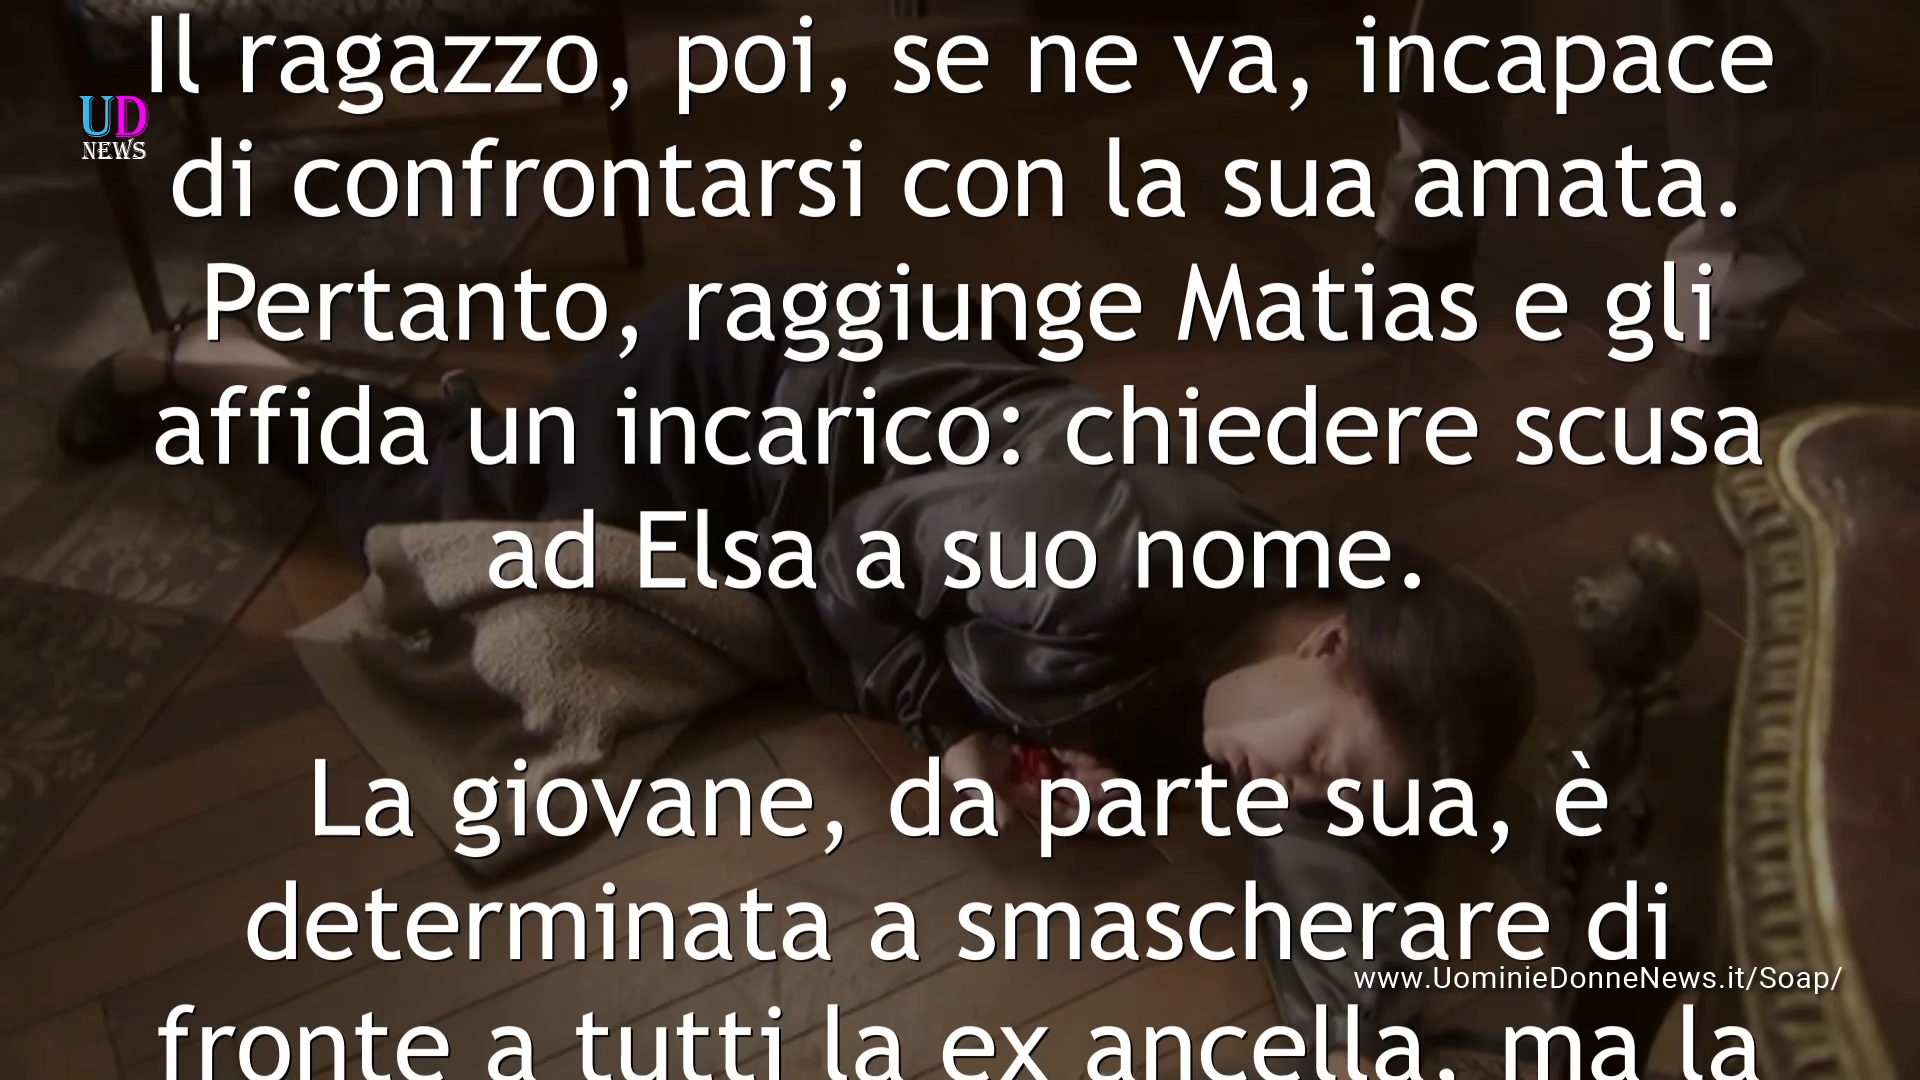 Il ragazzo, poi, se ne va, incapace
UD
NEWS
di confrontarsi con la sua amata.
Pertanto, raggiunge Matias e gli
affida un incarico: chiedere scusa
ad Elsa a suo nome.
La giovane, da parte sua, è
determinata a smascherare di
www.UominieDonneNews.it/Soap/
fronte a tutti la ex ancella, ma la